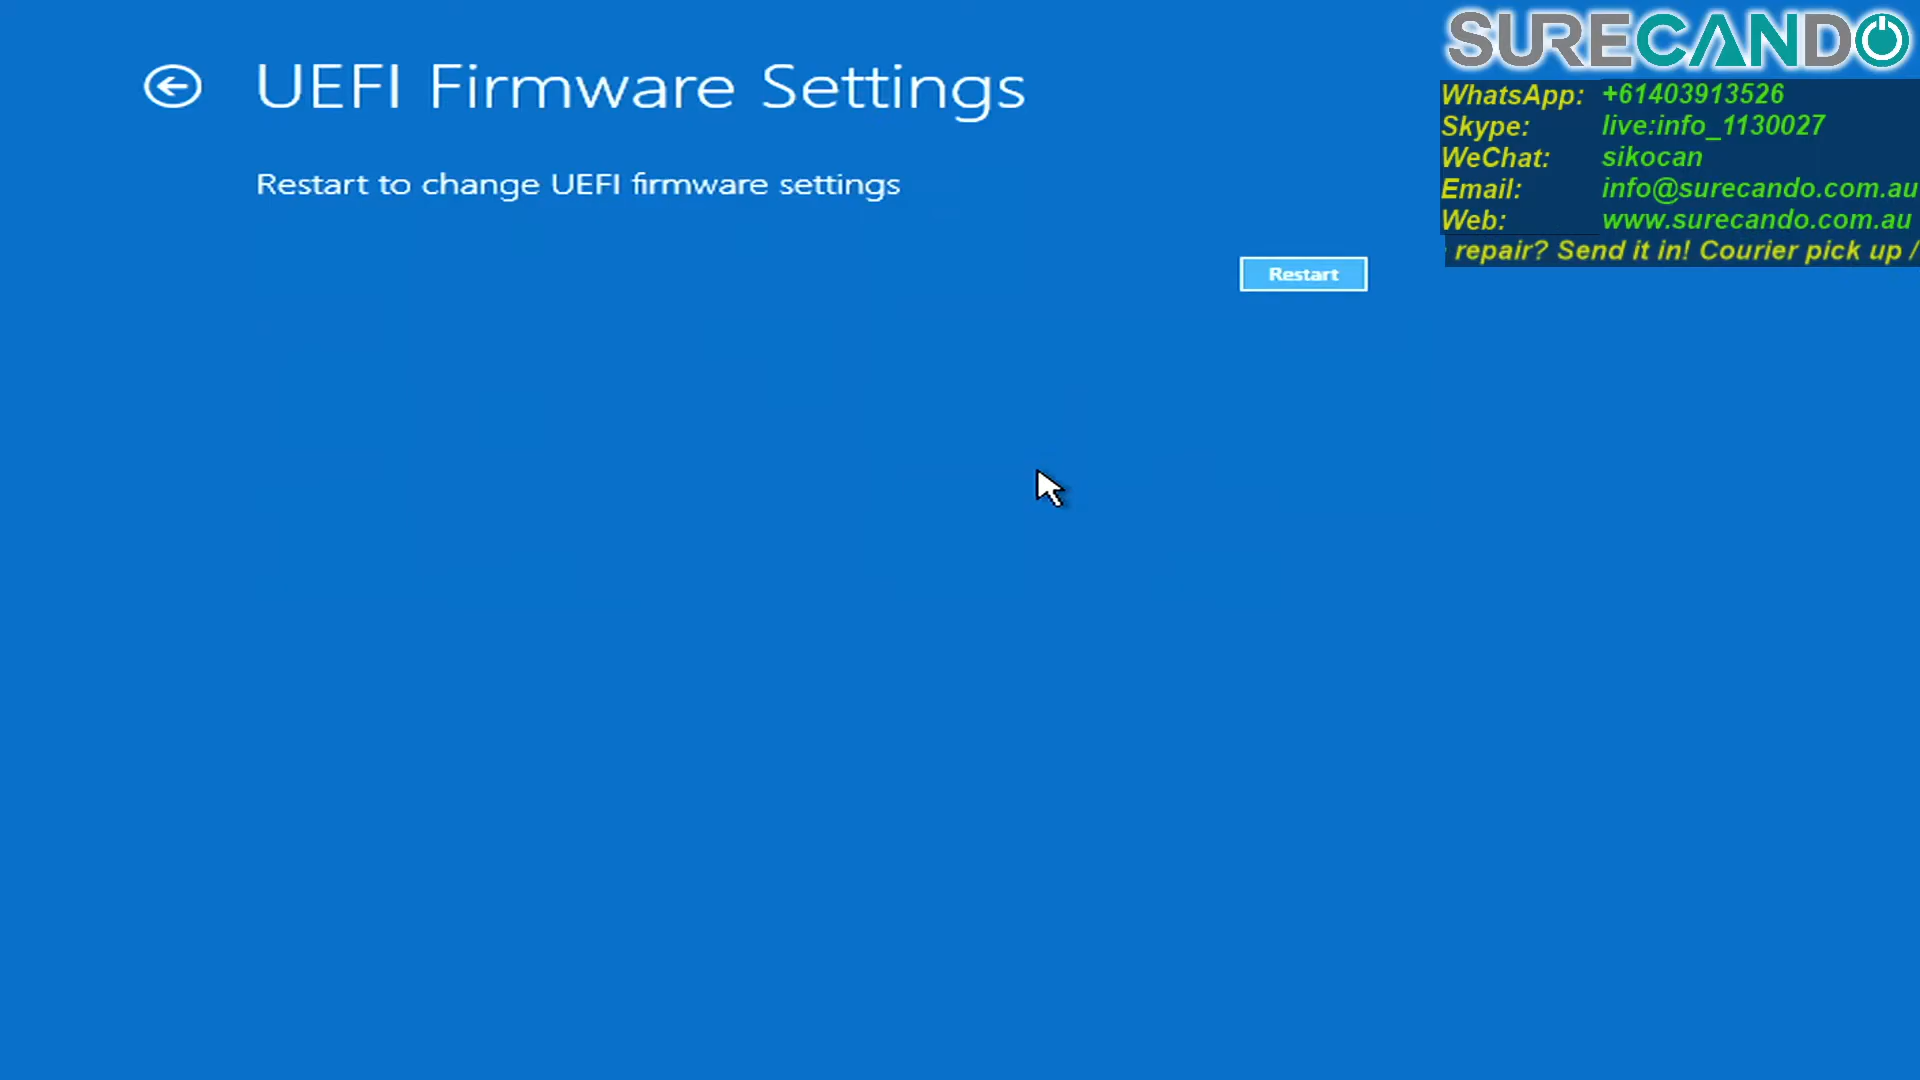 UEFI Firmware Settings
Restart to change UEFI firmware settings
Restart
SURECANDO
WhatsApp: +61403913526
Skype: live:info_1130027
WeChat: sikocan
Email: info@surecando.com.au
Web: www.surecando.com.au
repair? Send it in! Courier pick up /